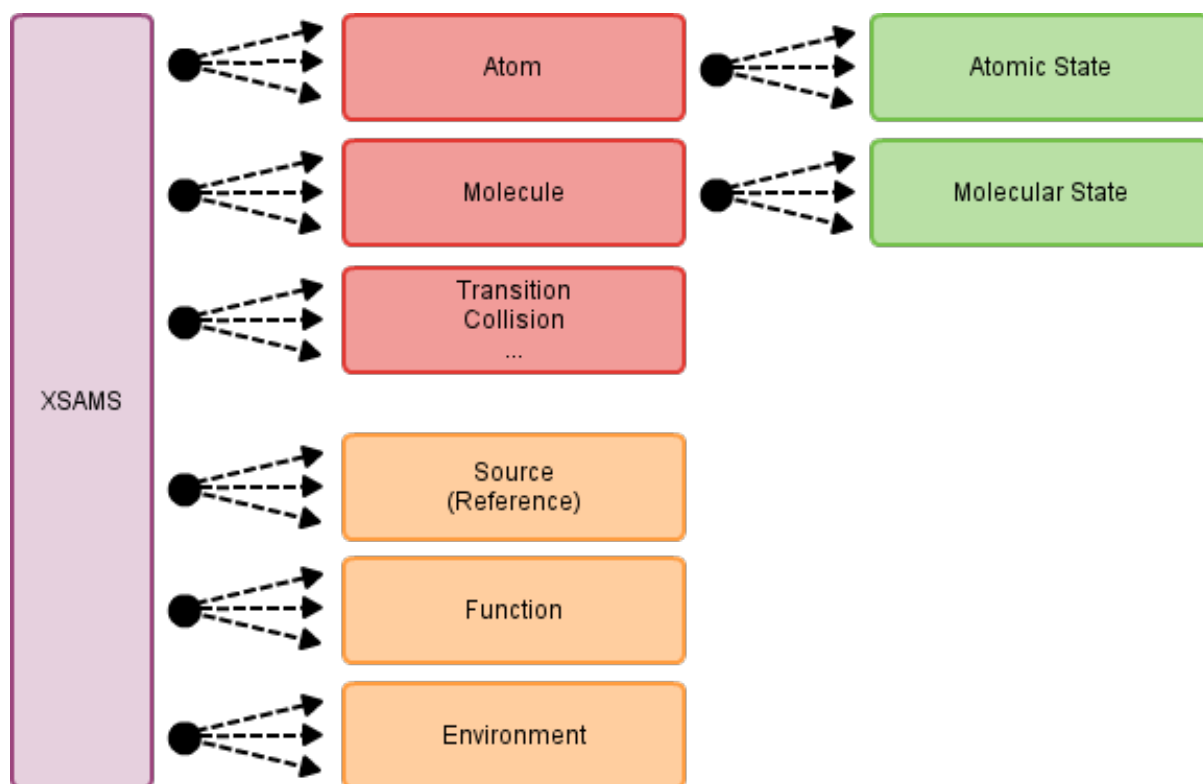 XSAMS
Atom
Atomic State
Molecule
Molecular State
Transition
Collision
...
Source
(Reference)
Function
Environment